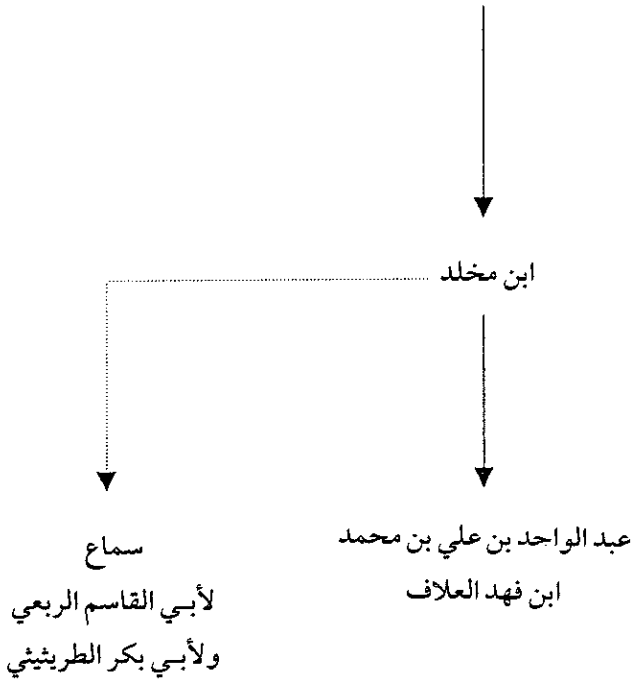 ابن مخلد
عبد الواحد بن علي بن محمد
ابن فهد العلاف
سماع
لأبي القاسم الربعي
ولأبي بكر الطريثيثي